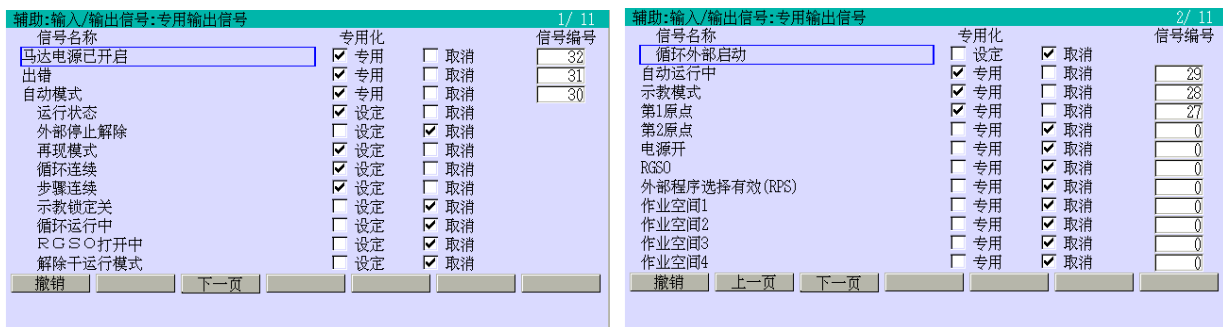 辅助:输入/输出信号:专用输出信号 1/ 11
信号名称 专用化 信号编号
马达电源已开启 专用 取消 32
出错 专用 取消 31
自动模式 专用 取消 30
运行状态 设定 取消
外部停止解除 设定 取消
再现模式 设定 取消
循环连续 设定 取消
步骤连续 设定 取消
示教锁定关 设定 取消
循环运行中 设定 取消
RGSO打开中 设定 取消
解除干运行模式 设定 取消
撤销 下一页
辅助:输入/输出信号:专用输出信号 2/ 11
信号名称 专用化 信号编号
循环外部启动 设定 取消
自动运行中 专用 取消 29
示教模式 专用 取消 28
第1原点 专用 取消 27
第2原点 专用 取消 0
电源开 专用 取消 0
RGSO 专用 取消 0
外部程序选择有效(RPS) 专用 取消 0
作业空间1 专用 取消 0
作业空间2 专用 取消 0
作业空间3 专用 取消 0
作业空间4 专用 取消 0
撤销 上一页 下一页